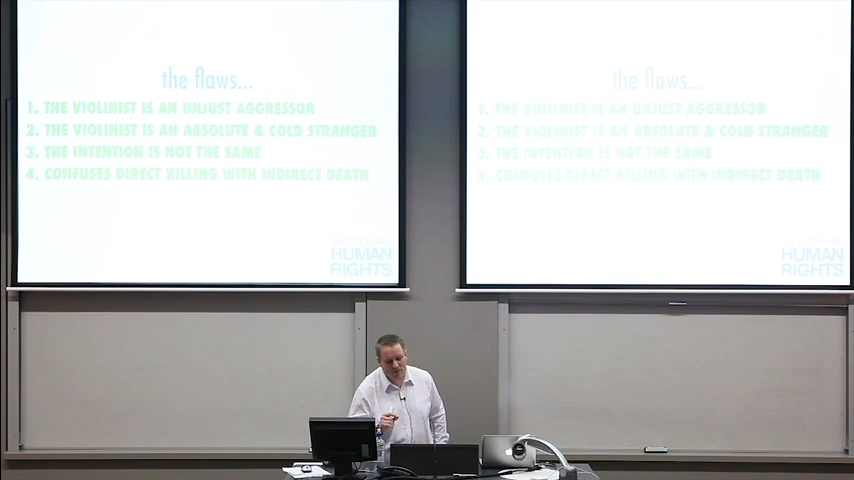 the flaws...
1. THE VIOLINIST IS AN UNJUST AGGRESSOR
2. THE VIOLINIST IS AN ABSOLUTE & COLD STRANGER
3. THE INTENTION IS NOT THE SAME
4. CONFUSES DIRECT KILLING WITH INDIRECT DEATH
HUMAN
RIGHTS
the flaws...
1. THE VIOLINIST IS AN UNJUST AGGRESSOR
2. THE VIOLINIST IS AN ABSOLUTE & COLD STRANGER
3. THE INTENTION IS NOT THE SAME
4. CONFUSES DIRECT KILLING WITH INDIRECT DEATH
HUMAN
RIGHTS